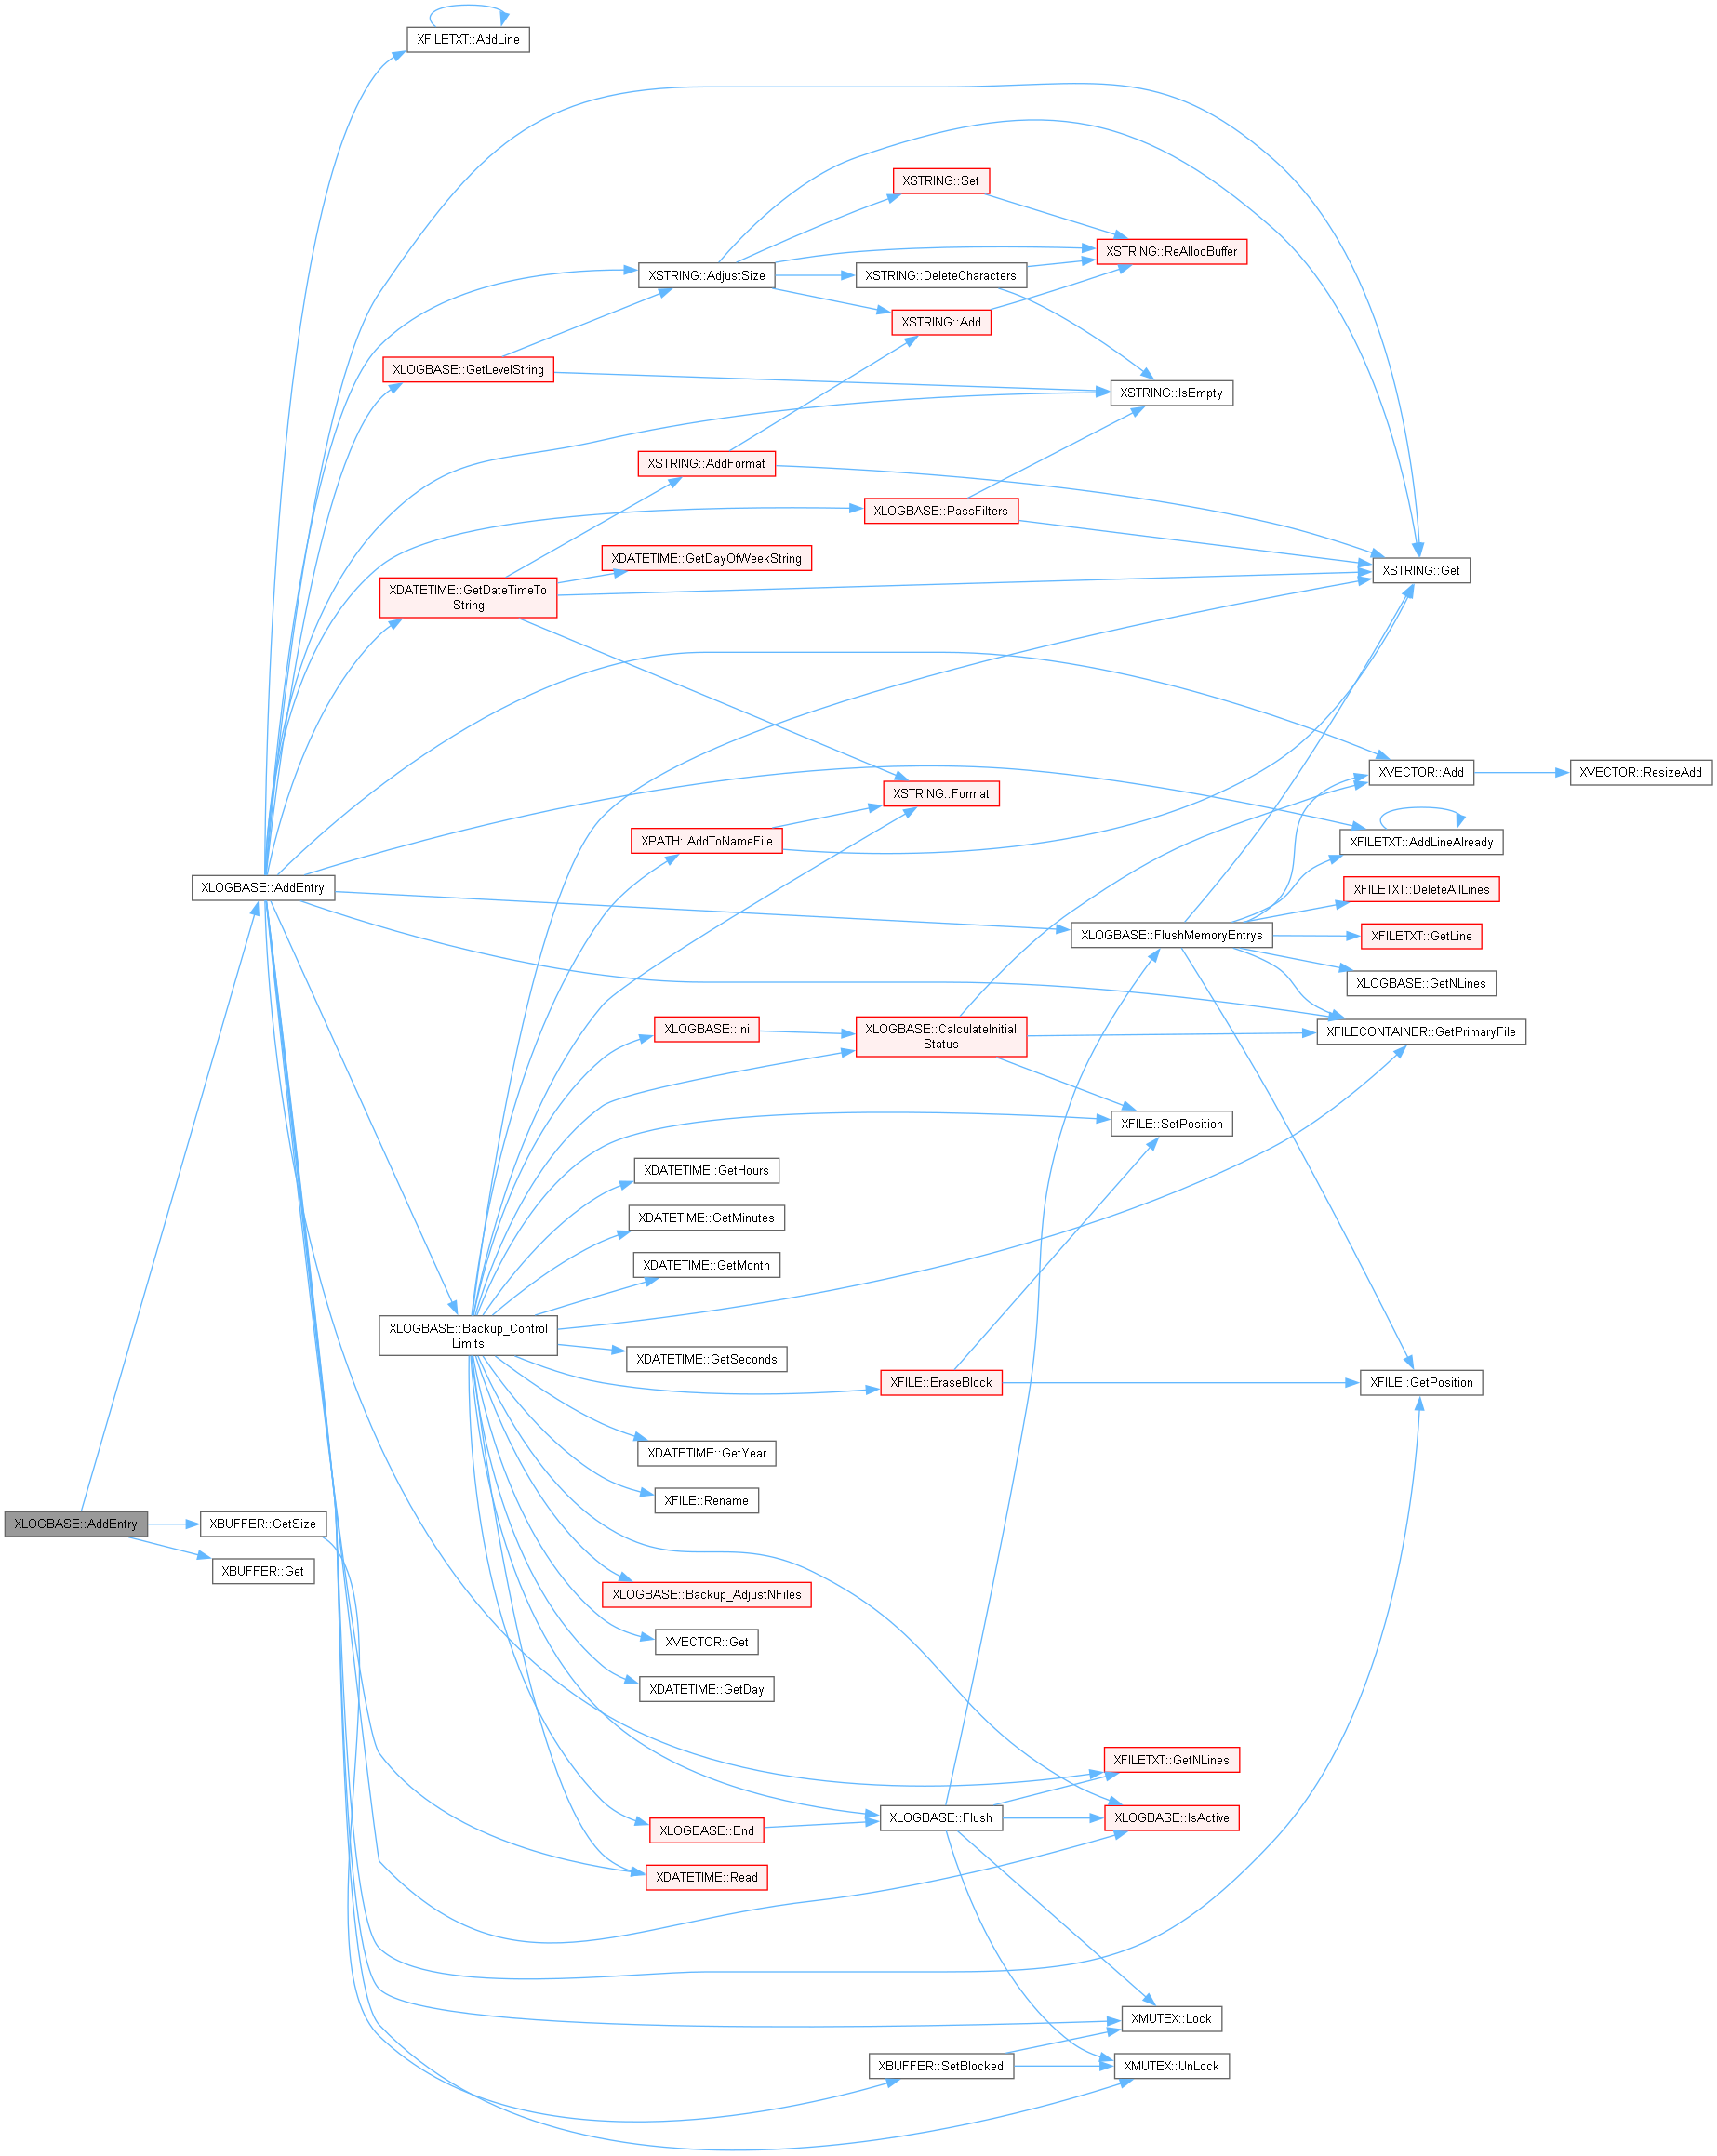 XFILETXT::AddLine
XSTRING::Set
XSTRING::ReAllocBuffer
XSTRING::AdjustSize
XSTRING::DeleteCharacters
XSTRING::Add
XLOGBASE::GetLevelString
XSTRING::IsEmpty
XSTRING::AddFormat
XLOGBASE::PassFilters
XDATETIME::GetDayOfWeekString
XSTRING::Get
XDATETIME::GetDateTimeTo
String
XVECTOR::Add
XVECTOR::ResizeAdd
XSTRING::Format
XPATH::AddToNameFile
XFILETXT::AddLineAlready
XLOGBASE::AddEntry
XFILETXT::DeleteAllLines
XLOGBASE::FlushMemoryEntrys
XFILETXT::GetLine
XLOGBASE::GetNLines
XLOGBASE::Ini
XLOGBASE::CalculateInitial
Status
XFILECONTAINER::GetPrimaryFile
XFILE::SetPosition
XDATETIME::GetHours
XDATETIME::GetMinutes
XDATETIME::GetMonth
XLOGBASE::Backup_Control
Limits
XDATETIME::GetSeconds
XFILE::EraseBlock
XFILE::GetPosition
XDATETIME::GetYear
XFILE::Rename
XLOGBASE::AddEntry
XBUFFER::GetSize
XBUFFER::Get
XLOGBASE::Backup_AdjustNFiles
XVECTOR::Get
XDATETIME::GetDay
XFILETXT::GetNLines
XLOGBASE::Flush
XLOGBASE::IsActive
XLOGBASE::End
XDATETIME::Read
XMUTEX::Lock
XBUFFER::SetBlocked
XMUTEX::UnLock